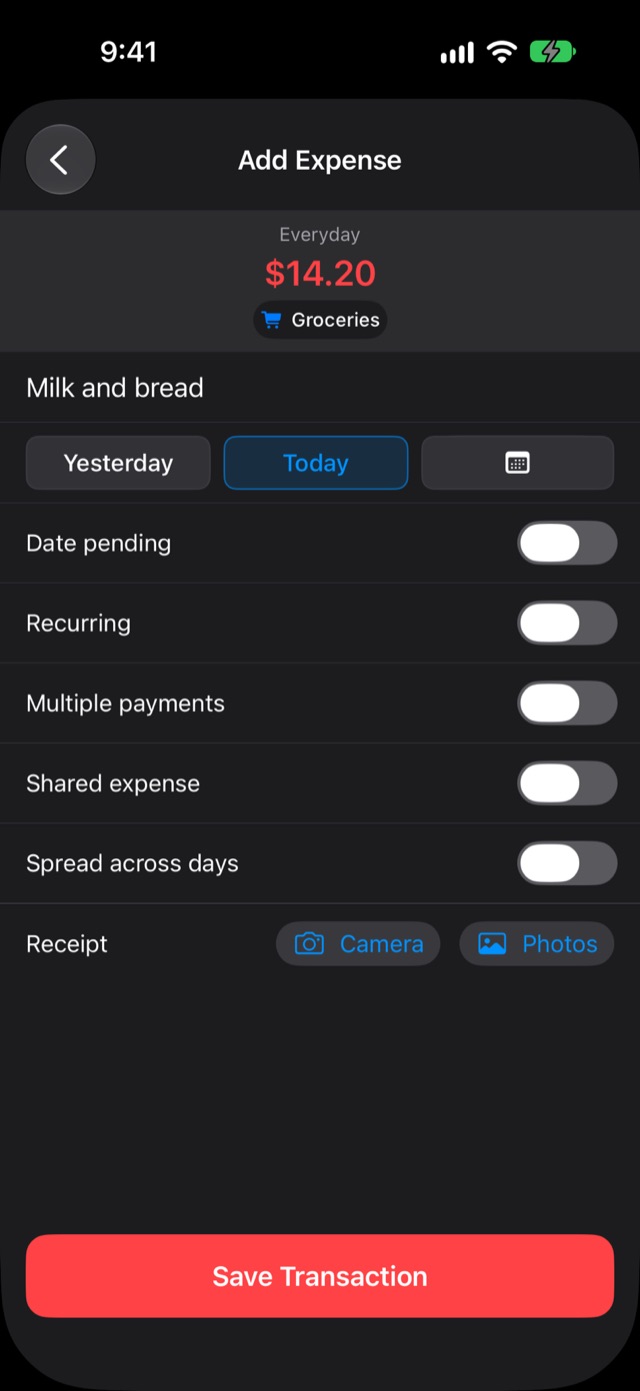 9:41
Add Expense
Everyday
$14.20
Groceries
Milk and bread
Yesterday Today
Date pending
Recurring
Multiple payments
Shared expense
Spread across days
Receipt Camera Photos
Save Transaction